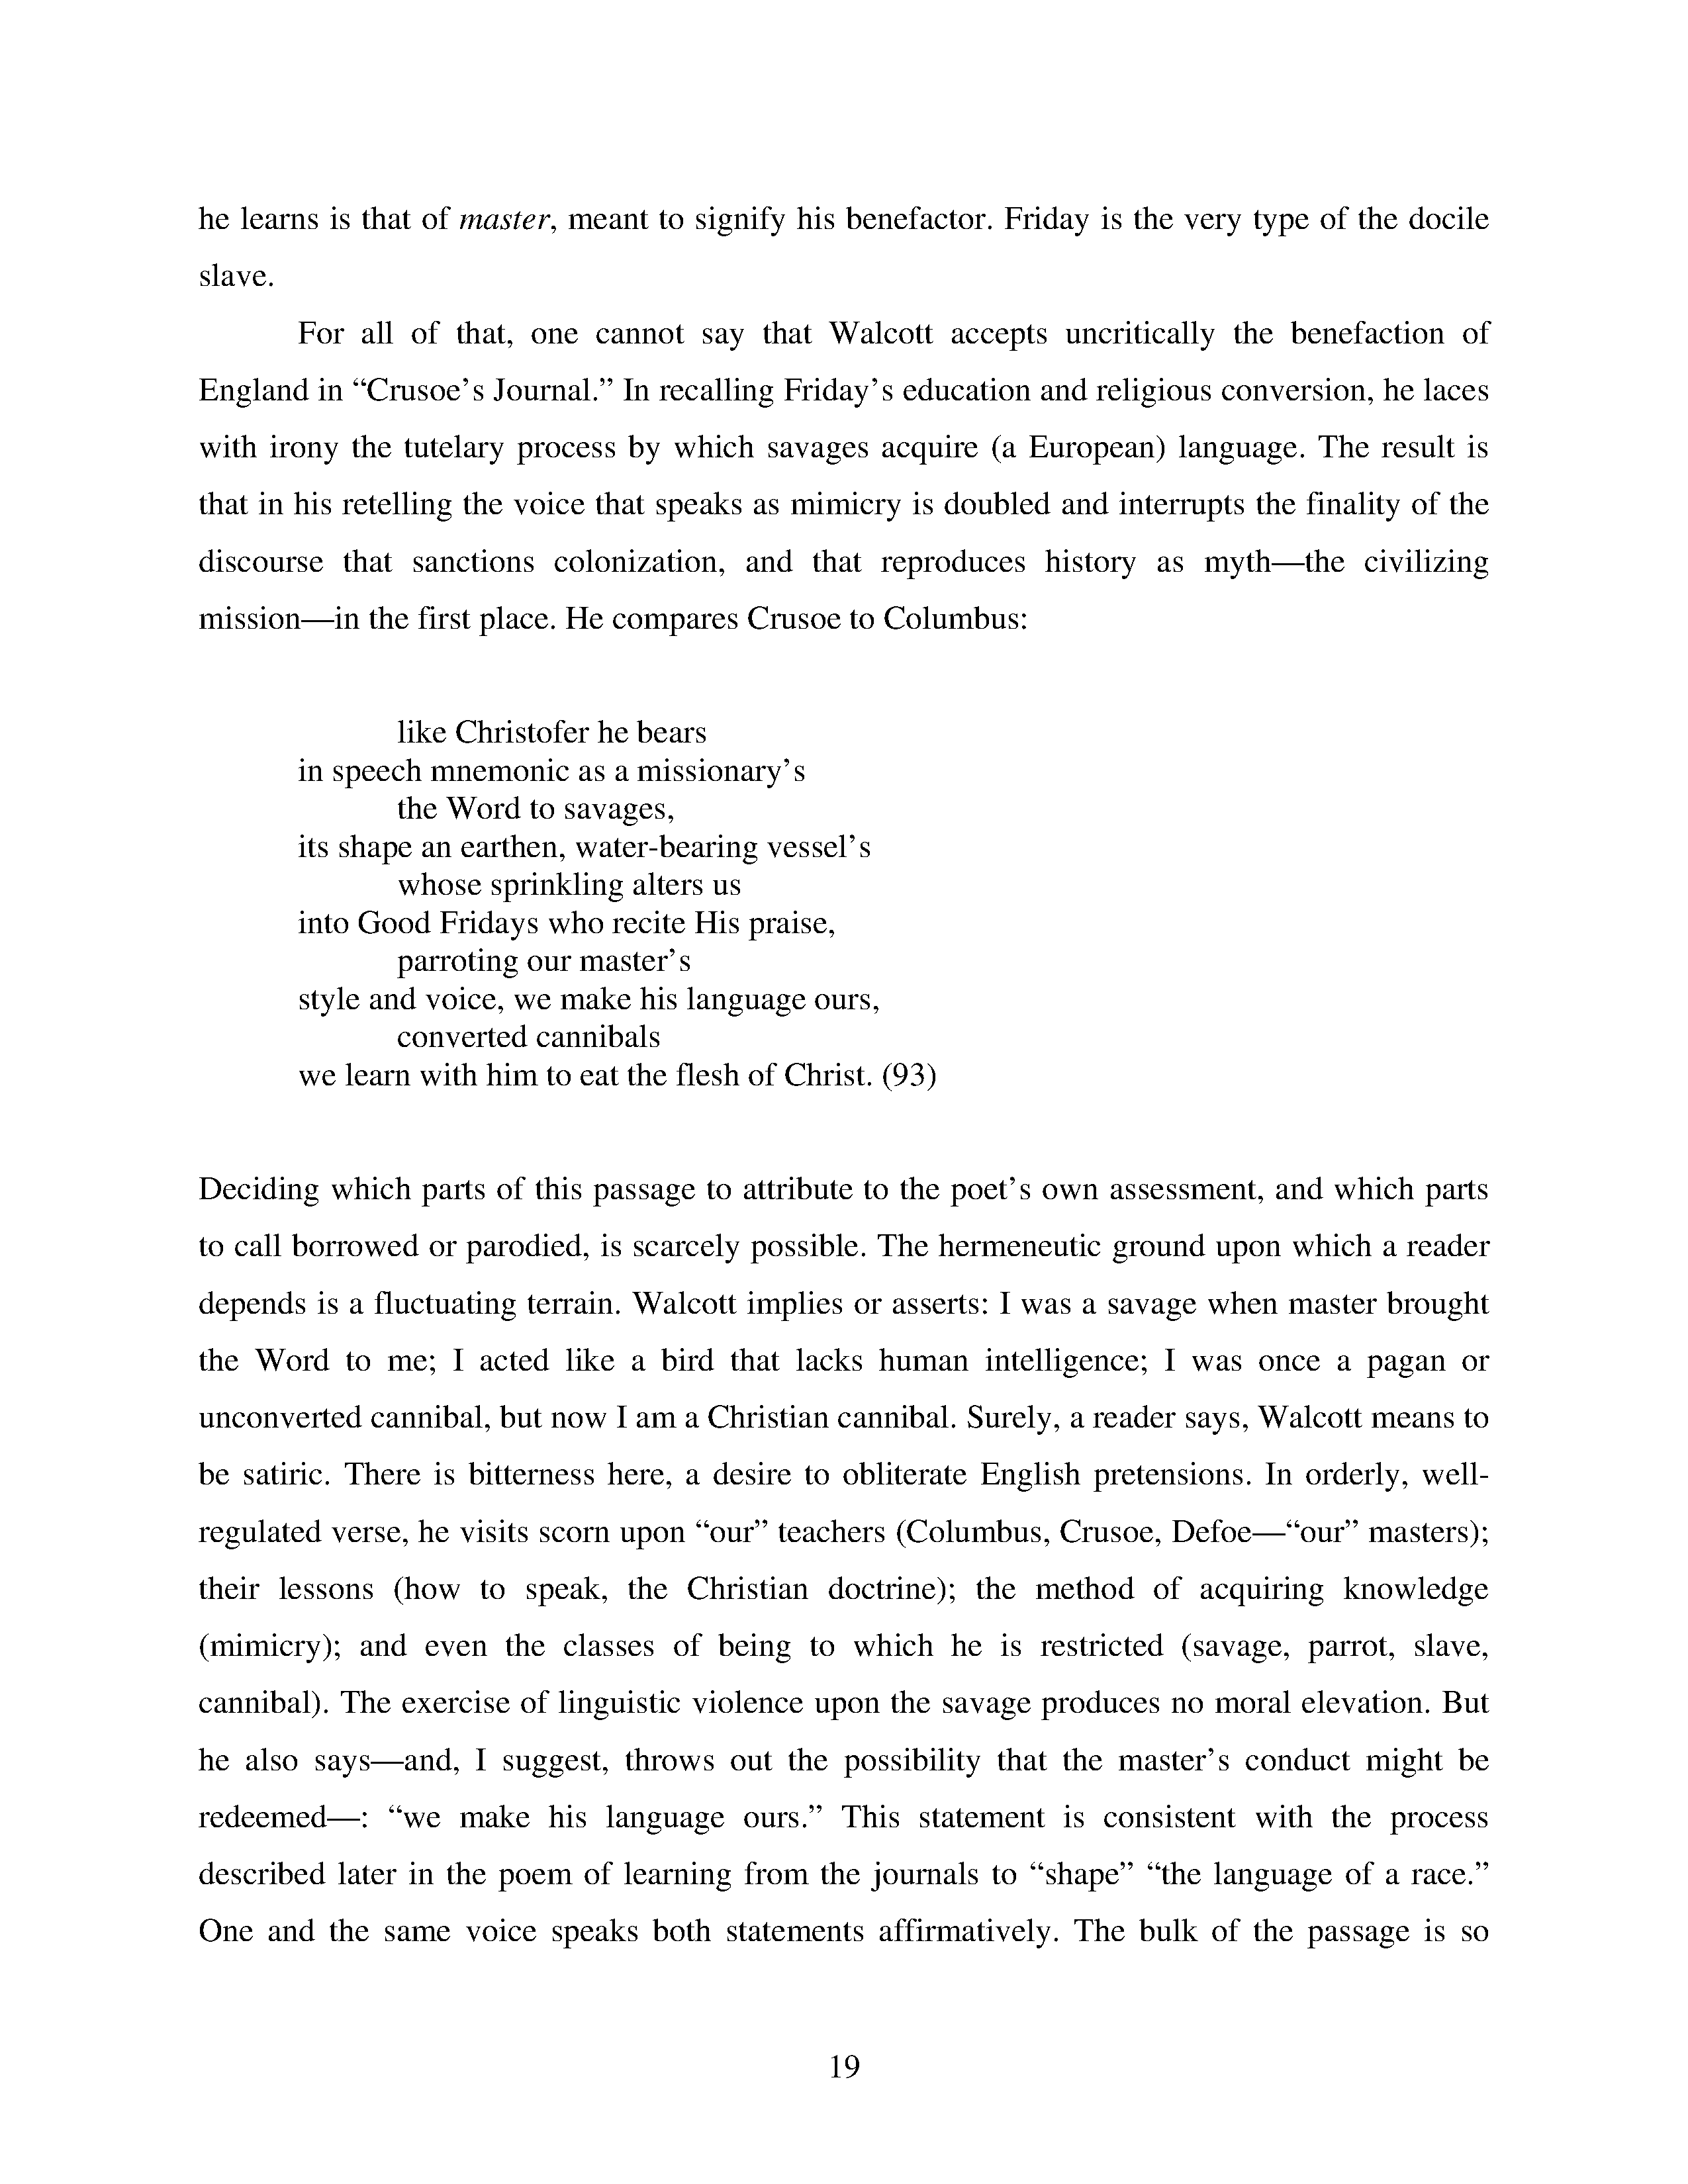 he learns is that of master, meant to signify his benefactor. Friday is the very type of the docile
slave.
For all of that, one cannot say that Walcott accepts uncritically the benefaction of
England in “Crusoe’s Journal.” In recalling Friday’s education and religious conversion, he laces
with irony the tutelary process by which savages acquire (a European) language. The result is
that in his retelling the voice that speaks as mimicry is doubled and interrupts the finality of the
discourse that sanctions colonization, and that reproduces history as myth—the civilizing
mission—in the first place. He compares Crusoe to Columbus:
like Christofer he bears
in speech mnemonic as a missionary’s
the Word to savages,
its shape an earthen, water-bearing vessel’s
whose sprinkling alters us
into Good Fridays who recite His praise,
parroting our master’s
style and voice, we make his language ours,
converted cannibals
we learn with him to eat the flesh of Christ. (93)
Deciding which parts of this passage to attribute to the poet’s own assessment, and which parts
to call borrowed or parodied, is scarcely possible. The hermeneutic ground upon which a reader
depends is a fluctuating terrain. Walcott implies or asserts: I was a savage when master brought
the Word to me; I acted like a bird that lacks human intelligence; I was once a pagan or
unconverted cannibal, but now I am a Christian cannibal. Surely, a reader says, Walcott means to
be satiric. There is bitterness here, a desire to obliterate English pretensions. In orderly, well-
regulated verse, he visits scorn upon “our” teachers (Columbus, Crusoe, Defoe—“our” masters);
their lessons (how to speak, the Christian doctrine); the method of acquiring knowledge
(mimicry); and even the classes of being to which he is restricted (savage, parrot, slave,
cannibal). The exercise of linguistic violence upon the savage produces no moral elevation. But
he also says—and, I suggest, throws out the possibility that the master’s conduct might be
redeemed—: “we make his language ours.” This statement is consistent with the process
described later in the poem of learning from the journals to “shape” “the language of a race.”
One and the same voice speaks both statements affirmatively. The bulk of the passage is so
19